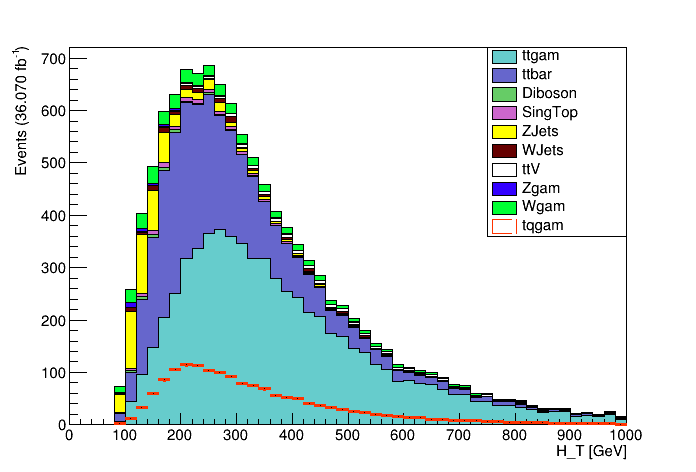 Events (36.070 fb⁻¹)
700
600
500
400
300
200
100
0
0 100 200 300 400 500 600 700 800 900 1000
H_T [GeV]
ttgam
ttbar
Diboson
SingTop
ZJets
WJets
ttV
Zgam
Wgam
tqgam